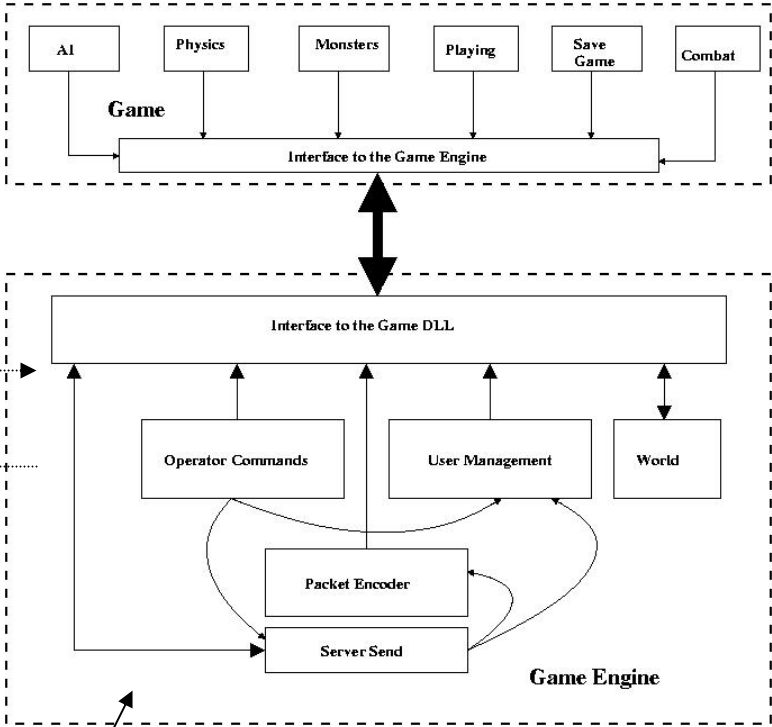 AI
Physics
Monsters
Playing
Save
Game
Combat
Game
Interface to the Game Engine
Interface to the Game DLL
Operator Commands
User Management
World
Packet Encoder
Server Send
Game Engine